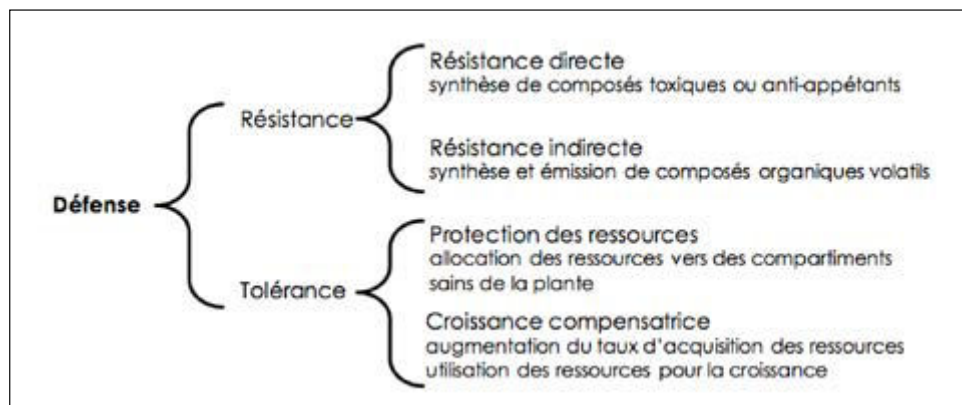 Résistance directe
synthèse de composés toxiques ou anti-appétants
Résistance
Résistance indirecte
synthèse et émission de composés organiques volatils
Défense
Protection des ressources
allocation des ressources vers des compartiments
sains de la plante
Tolérance
Croissance compensatrice
augmentation du taux d'acquisition des ressources
utilisation des ressources pour la croissance